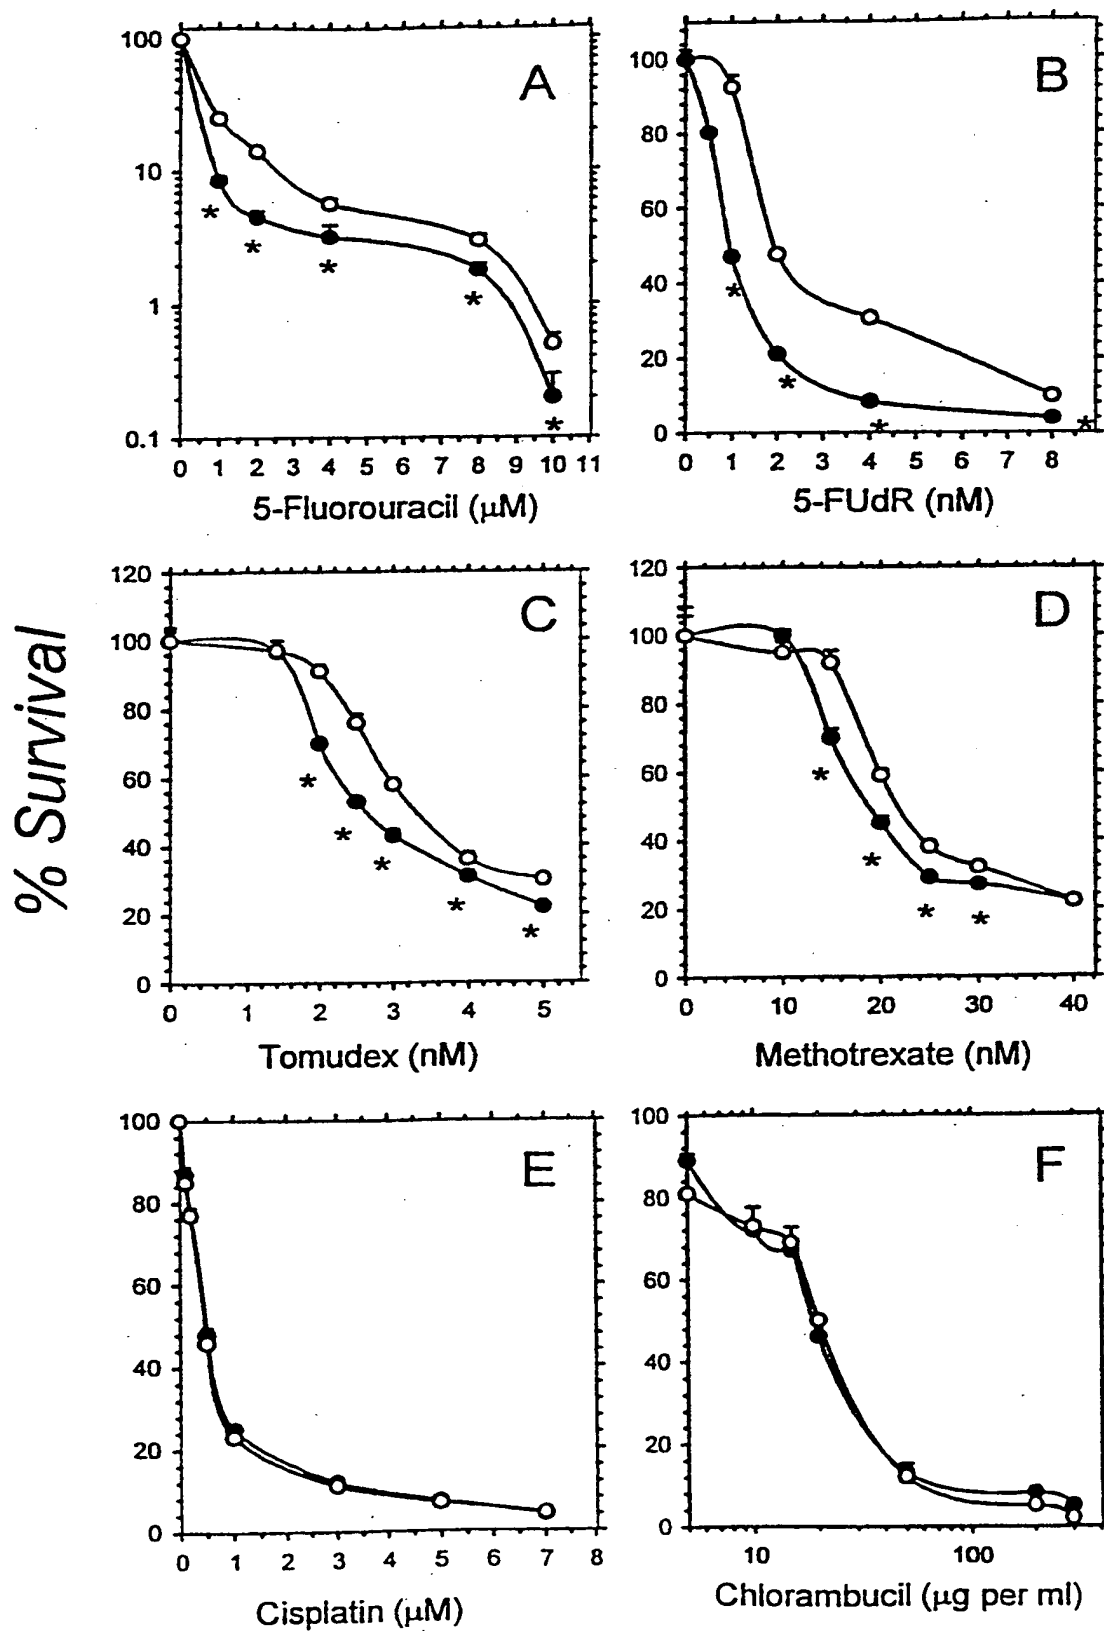 % Survival
A
100
10
1
0.1
0 1 2 3 4 5 6 7 8 9 10 11
5-Fluorouracil (μM)
* * * * *
B
100
80
60
40
20
0
0 1 2 3 4 5 6 7 8
5-FUdR (nM)
* * * *
C
120
100
80
60
40
20
0
0 1 2 3 4 5
Tomudex (nM)
* * * * *
D
120
100
80
60
40
20
0
0 10 20 30 40
Methotrexate (nM)
* * * *
E
100
80
60
40
20
0
0 1 2 3 4 5 6 7 8
Cisplatin (μM)
F
100
80
60
40
20
0
10 100
Chlorambucil (μg per ml)